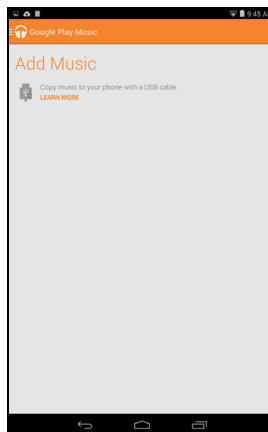 9:45 A
Google Play Music
Add Music
Copy music to your phone with a USB cable.
LEARN MORE